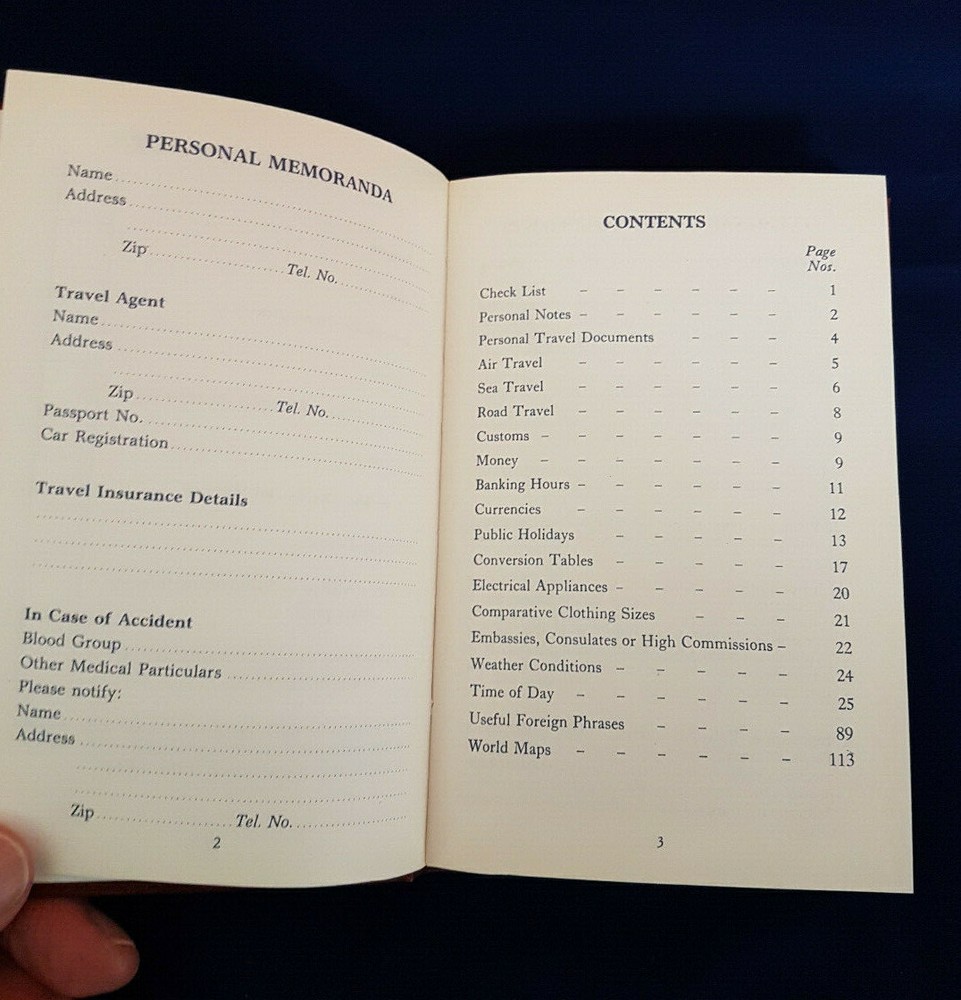 PERSONAL MEMORANDA
Name
Address
Zip Tel. No.
Travel Agent
Name
Address
Zip Tel. No.
Passport No.
Car Registration
Travel Insurance Details
In Case of Accident
Blood Group
Other Medical Particulars
Please notify:
Name
Address
Zip Tel. No.
2
CONTENTS
Page
Nos.
Check List – – – – – – 1
Personal Notes – – – – – – 2
Personal Travel Documents – – – 4
Air Travel – – – – – – 5
Sea Travel – – – – – – 6
Road Travel – – – – – – 8
Customs – – – – – – – 9
Money – – – – – – – 9
Banking Hours – – – – – – 11
Currencies – – – – – – 12
Public Holidays – – – – – 13
Conversion Tables – – – – – 17
Electrical Appliances – – – – – 20
Comparative Clothing Sizes – – – 21
Embassies, Consulates or High Commissions – 22
Weather Conditions – – – – – 24
Time of Day – – – – – – 25
Useful Foreign Phrases – – – – 89
World Maps – – – – – – 113
3